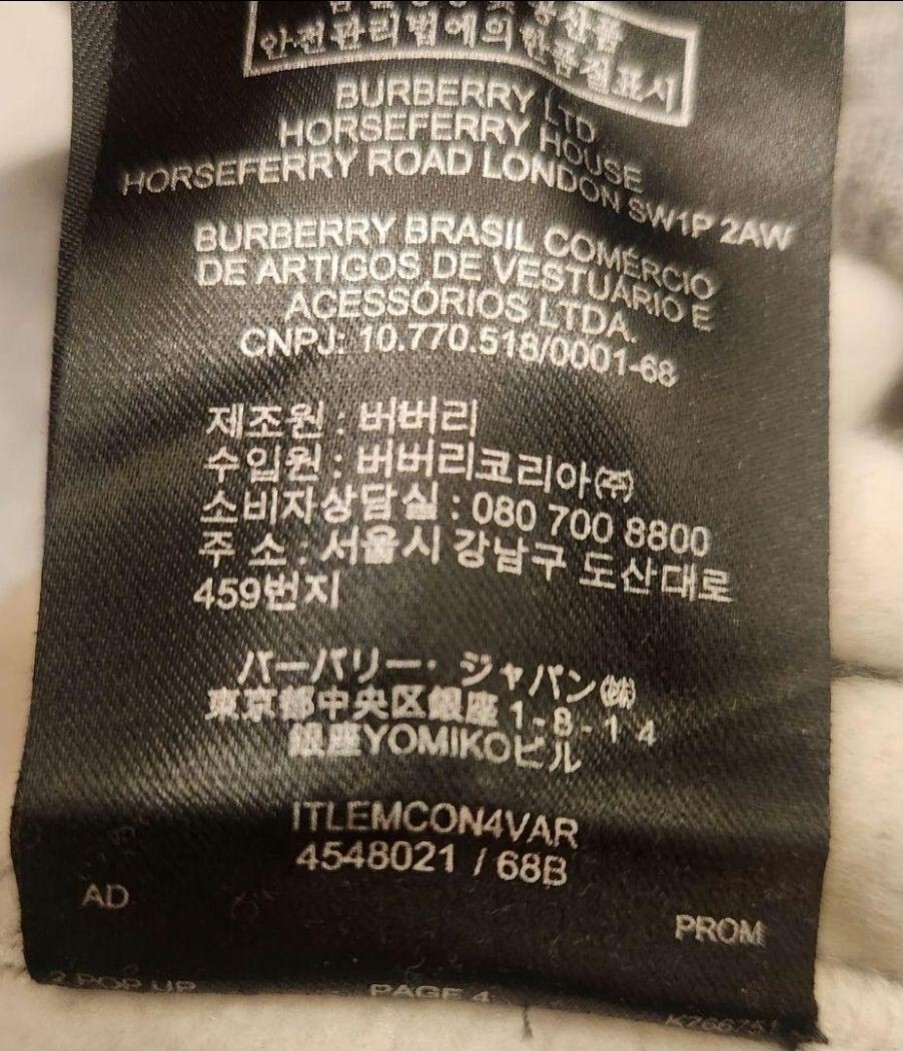 안전관리법에의한품질표시
BURBERRY LTD
HORSEFERRY HOUSE
HORSEFERRY ROAD LONDON SW1P 2AW
BURBERRY BRASIL COMÉRCIO
DE ARTIGOS DE VESTUÁRIO E
ACESSÓRIOS LTDA.
CNPJ: 10.770.518/0001-68
제조원 : 버버리
수입원 : 버버리코리아㈜
소비자상담실 : 080 700 8800
주 소 : 서울시 강남구 도산대로
459번지
バーバリー・ジャパン㈱
東京都中央区銀座1-8-14
銀座YOMIKOビル
ITLEMCON4VAR
4548021 / 68B
AD
PROM
2 POP UP PAGE 4 K766751